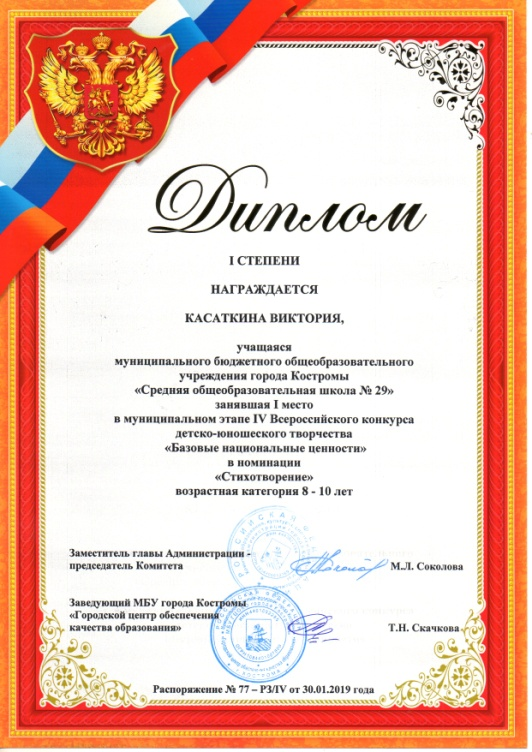 Диплом
I СТЕПЕНИ
НАГРАЖДАЕТСЯ
КАСАТКИНА ВИКТОРИЯ,
учащаяся
муниципального бюджетного общеобразовательного
учреждения города Костромы
«Средняя общеобразовательная школа № 29»
занявшая I место
в муниципальном этапе IV Всероссийского конкурса
детско-юношеского творчества
«Базовые национальные ценности»
в номинации
«Стихотворение»
возрастная категория 8 - 10 лет
Заместитель главы Администрации -
председатель Комитета
М.Л. Соколова
Заведующий МБУ города Костромы
«Городской центр обеспечения
качества образования»
Т.Н. Скачкова
Распоряжение № 77 – РЗ/IV от 30.01.2019 года